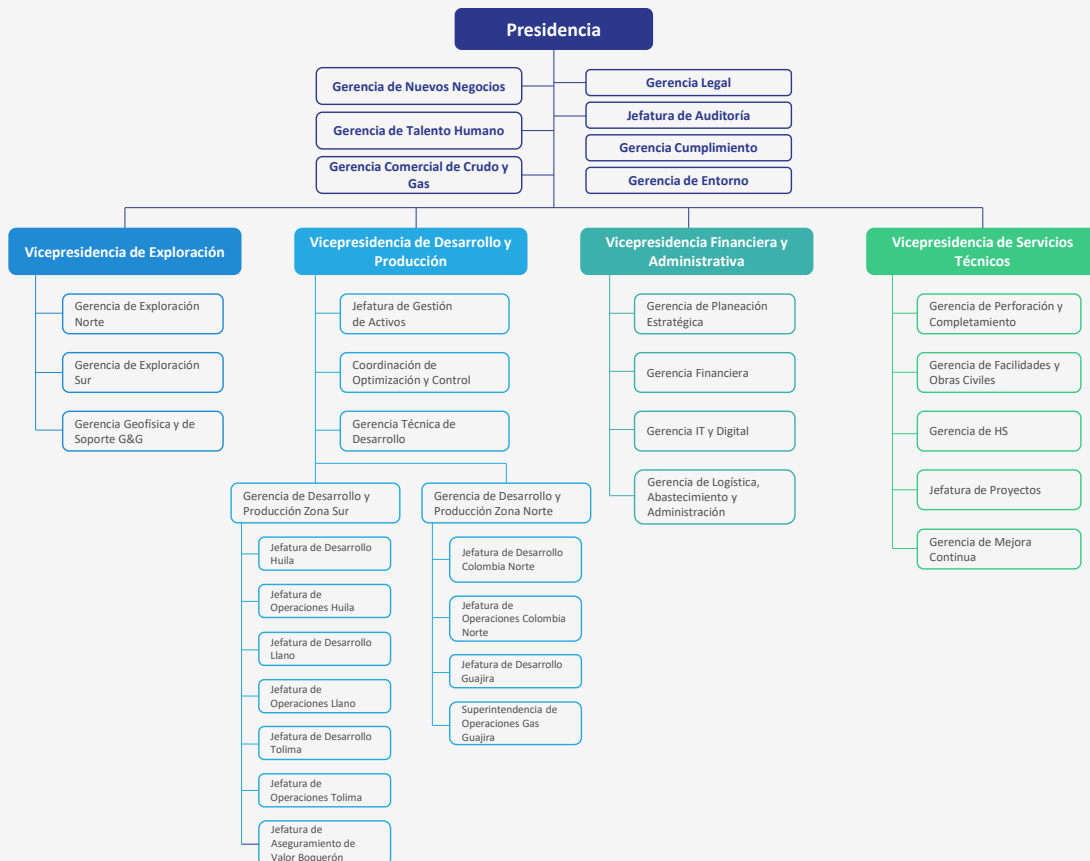 Presidencia
Gerencia de Nuevos Negocios
Gerencia de Talento Humano
Gerencia Comercial de Crudo y
Gas
Gerencia Legal
Jefatura de Auditoría
Gerencia Cumplimiento
Gerencia de Entorno
Vicepresidencia de Exploración
Gerencia de Exploración
Norte
Gerencia de Exploración
Sur
Gerencia Geofísica y de
Soporte G&G
Vicepresidencia de Desarrollo y
Producción
Jefatura de Gestión
de Activos
Coordinación de
Optimización y Control
Gerencia Técnica de
Desarrollo
Gerencia de Desarrollo y
Producción Zona Sur
Jefatura de Desarrollo
Huila
Jefatura de
Operaciones Huila
Jefatura de Desarrollo
Llano
Jefatura de
Operaciones Llano
Jefatura de Desarrollo
Tolima
Jefatura de
Operaciones Tolima
Jefatura de
Aseguramiento de
Valor Boquerón
Gerencia de Desarrollo y
Producción Zona Norte
Jefatura de Desarrollo
Colombia Norte
Jefatura de
Operaciones Colombia
Norte
Jefatura de Desarrollo
Guajira
Superintendencia de
Operaciones Gas
Guajira
Vicepresidencia Financiera y
Administrativa
Gerencia de Planeación
Estratégica
Gerencia Financiera
Gerencia IT y Digital
Gerencia de Logística,
Abastecimiento y
Administración
Vicepresidencia de Servicios
Técnicos
Gerencia de Perforación y
Completamiento
Gerencia de Facilidades y
Obras Civiles
Gerencia de HS
Jefatura de Proyectos
Gerencia de Mejora
Continua